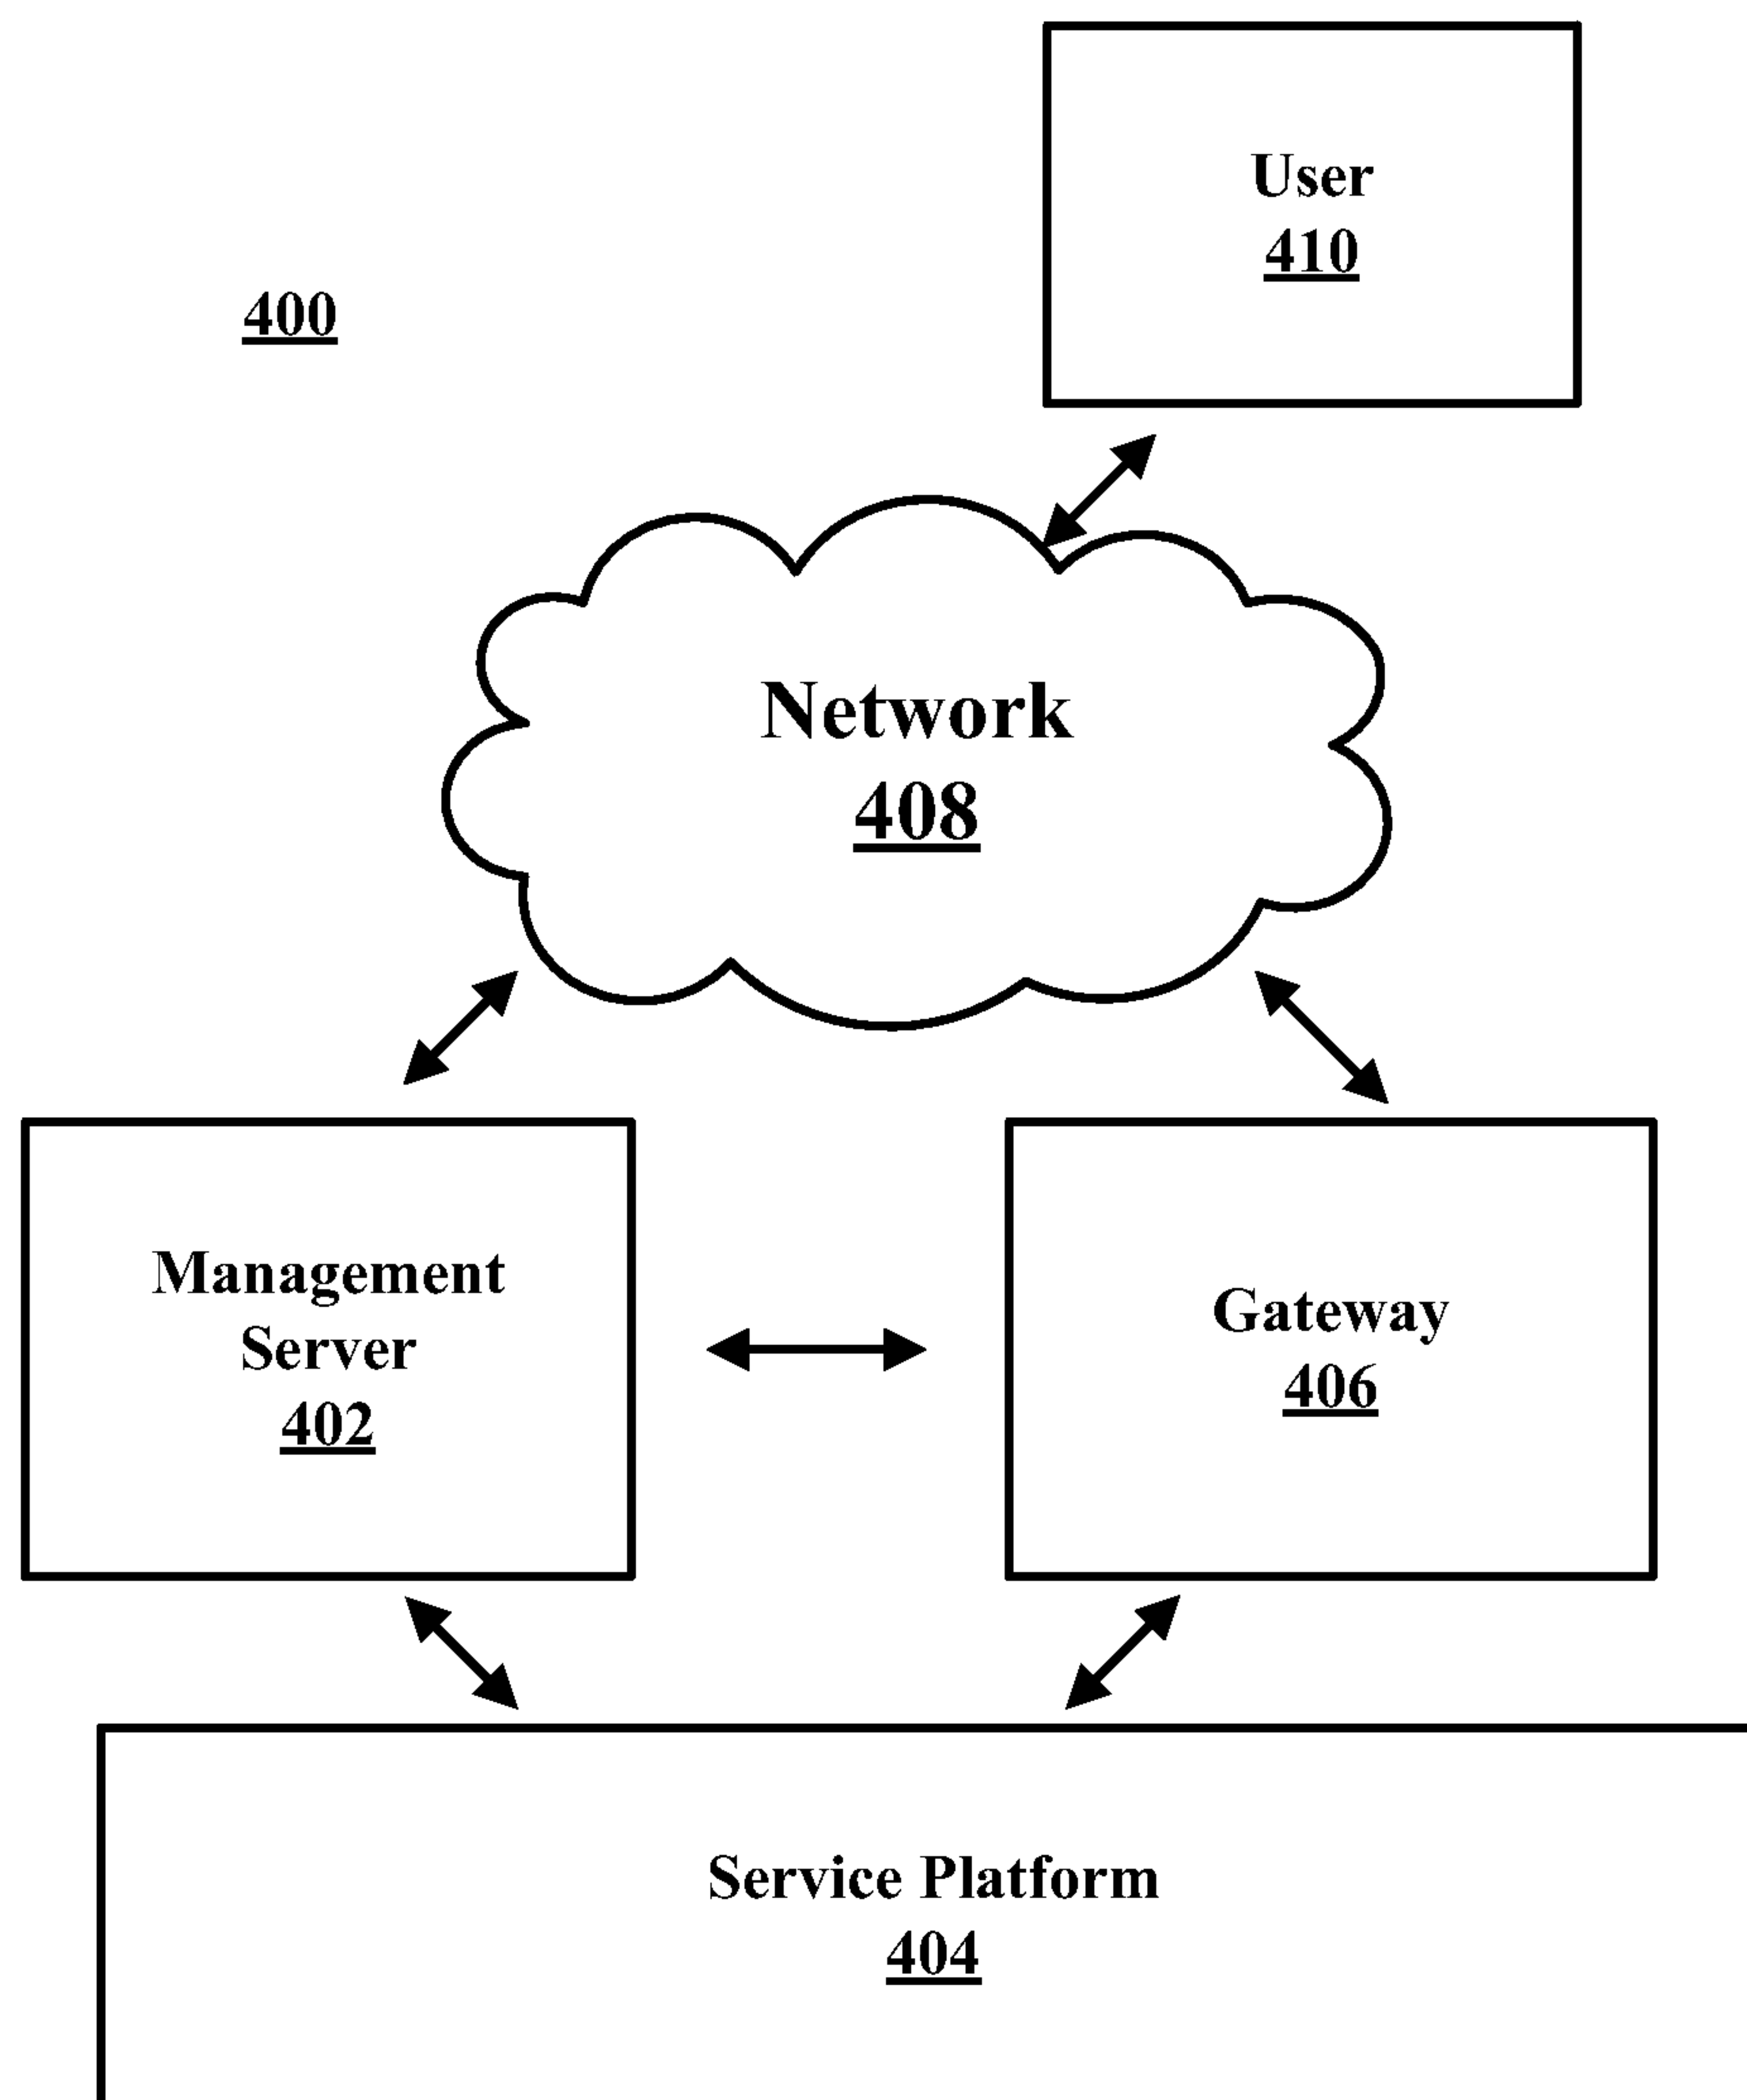 User
410
400
Network
408
Management
Server
402
Gateway
406
Service Platform
404